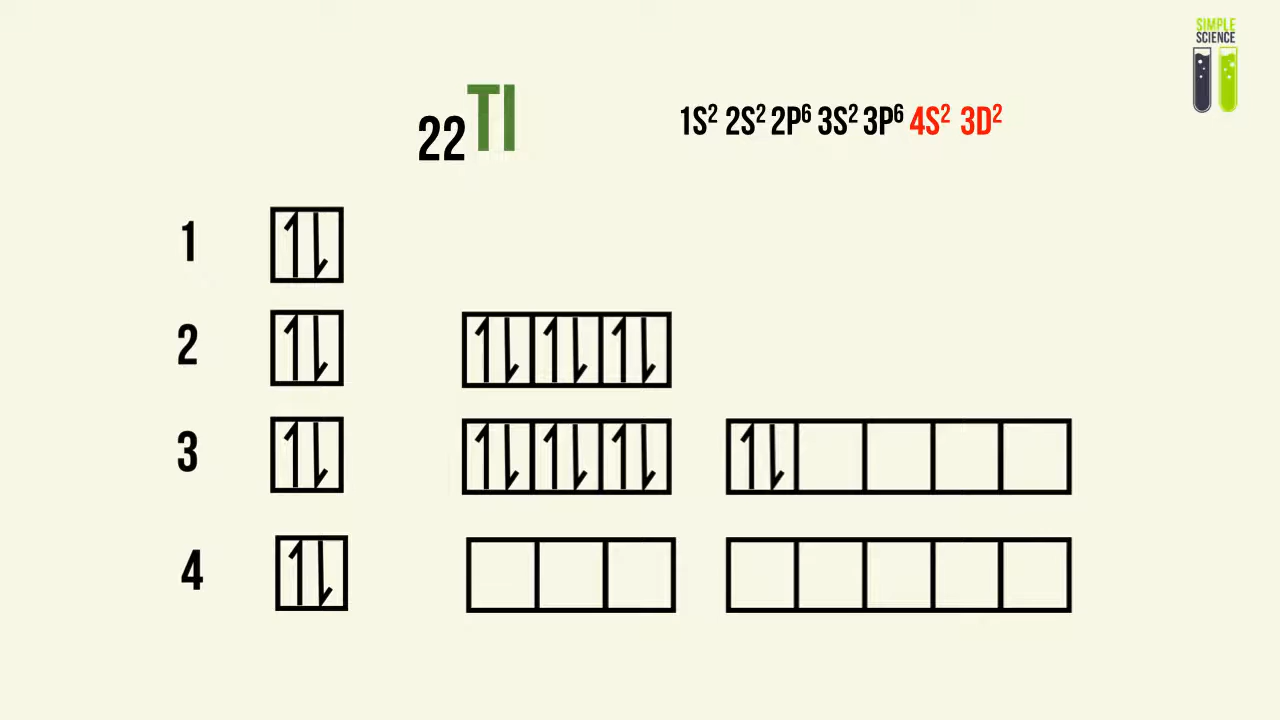 SIMPLE
SCIENCE
22TI
1S² 2S² 2P⁶ 3S² 3P⁶ 4S² 3D²
1
2
3
4